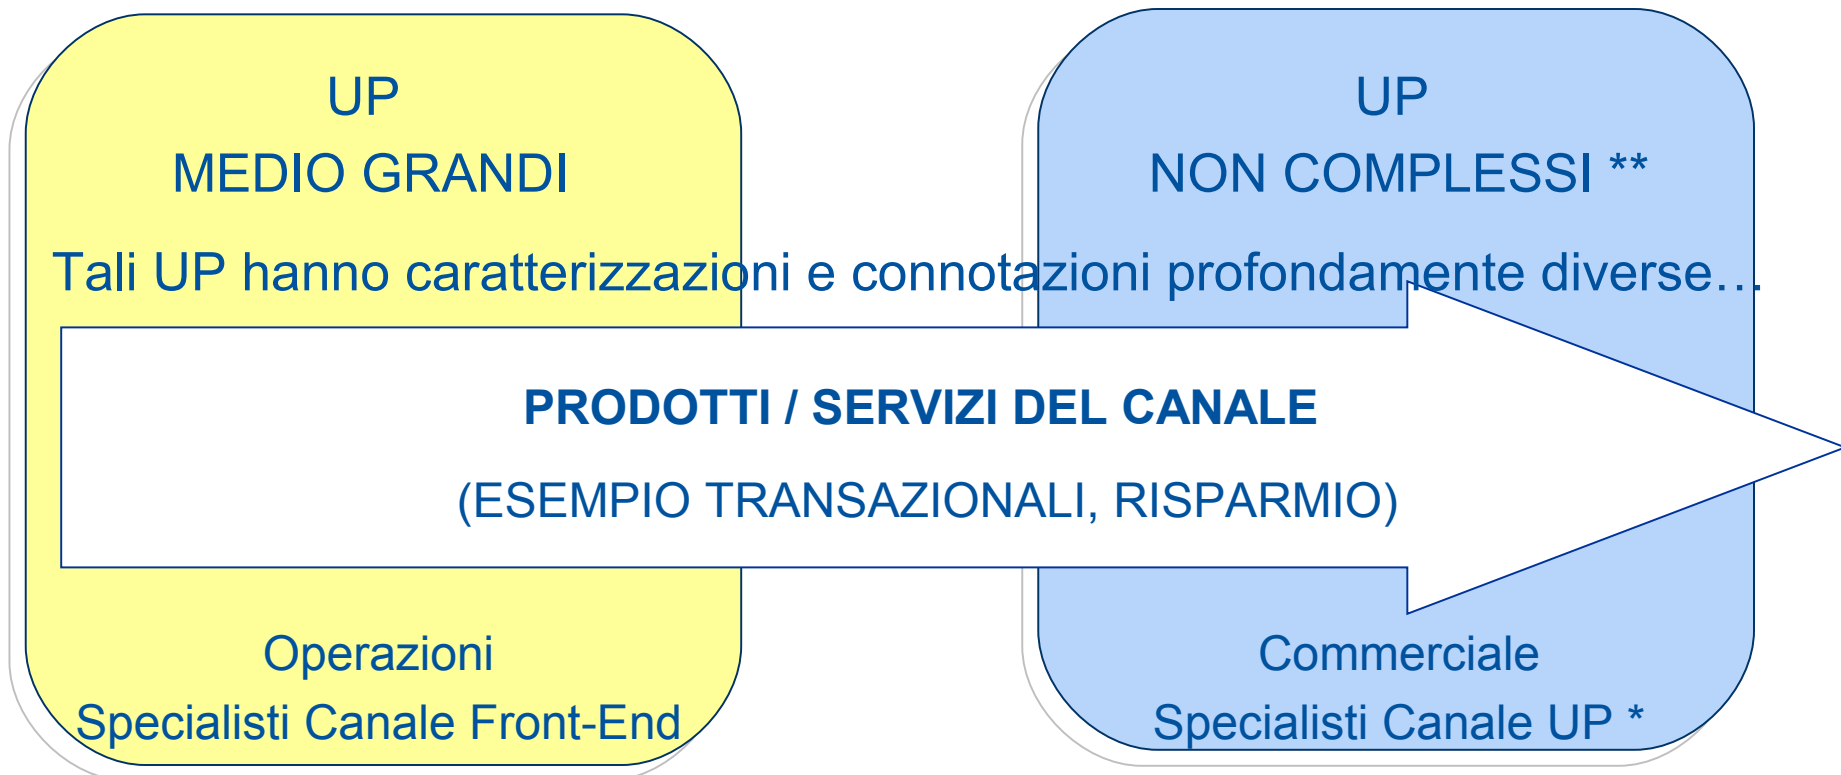 UP
MEDIO GRANDI
UP
NON COMPLESSI **
Tali UP hanno caratterizzazioni e connotazioni profondamente diverse…
PRODOTTI / SERVIZI DEL CANALE
(ESEMPIO TRANSAZIONALI, RISPARMIO)
Operazioni
Specialisti Canale Front-End
Commerciale
Specialisti Canale UP *